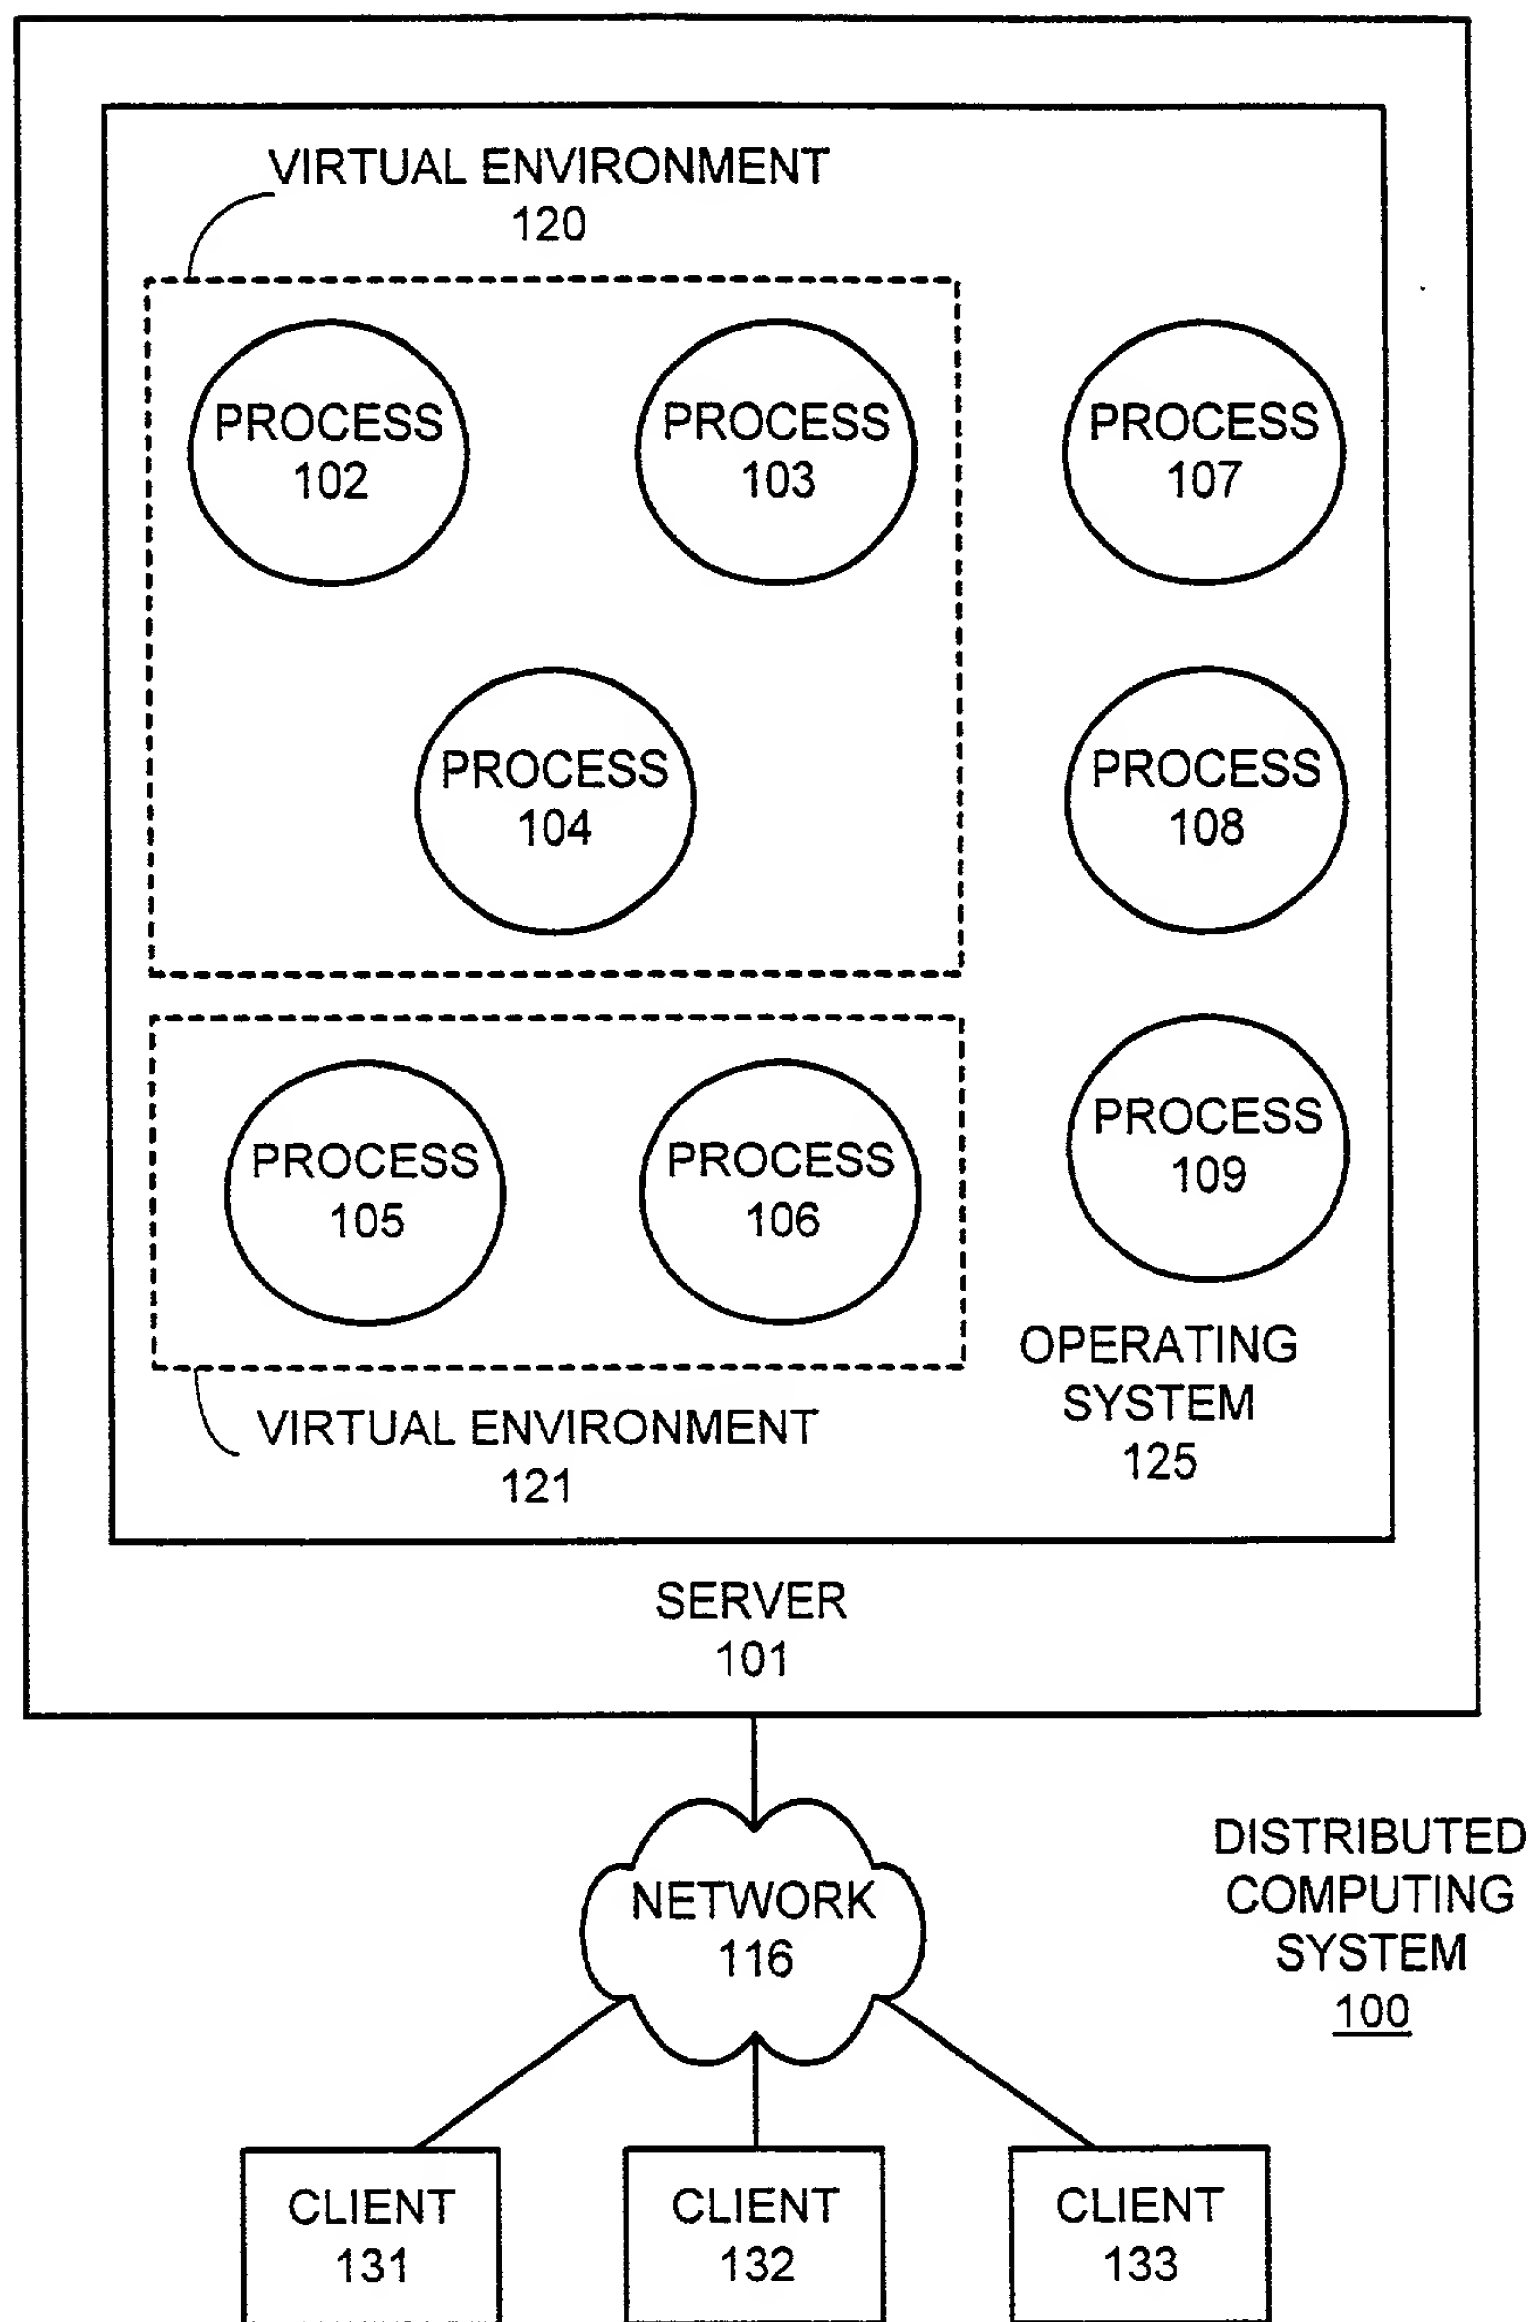 VIRTUAL ENVIRONMENT
120
PROCESS
102
PROCESS
103
PROCESS
107
PROCESS
104
PROCESS
108
PROCESS
105
PROCESS
106
PROCESS
109
OPERATING
SYSTEM
125
VIRTUAL ENVIRONMENT
121
SERVER
101
NETWORK
116
DISTRIBUTED
COMPUTING
SYSTEM
100
CLIENT
131
CLIENT
132
CLIENT
133